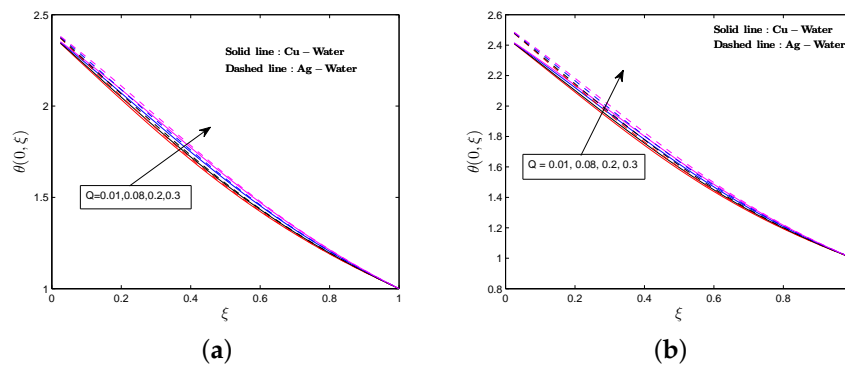 2.5
2
1.5
1
0
0.2
0.4
0.6
0.8
1
ξ
θ(0, ξ)
Solid line : Cu − Water
Dashed line : Ag − Water
Q=0.01,0.08,0.2,0.3
(a)
2.6
2.4
2.2
2
1.8
1.6
1.4
1.2
1
0.8
0
0.2
0.4
0.6
0.8
ξ
θ(0, ξ)
Solid line : Cu − Water
Dashed line : Ag − Water
Q = 0.01, 0.08, 0.2, 0.3
(b)